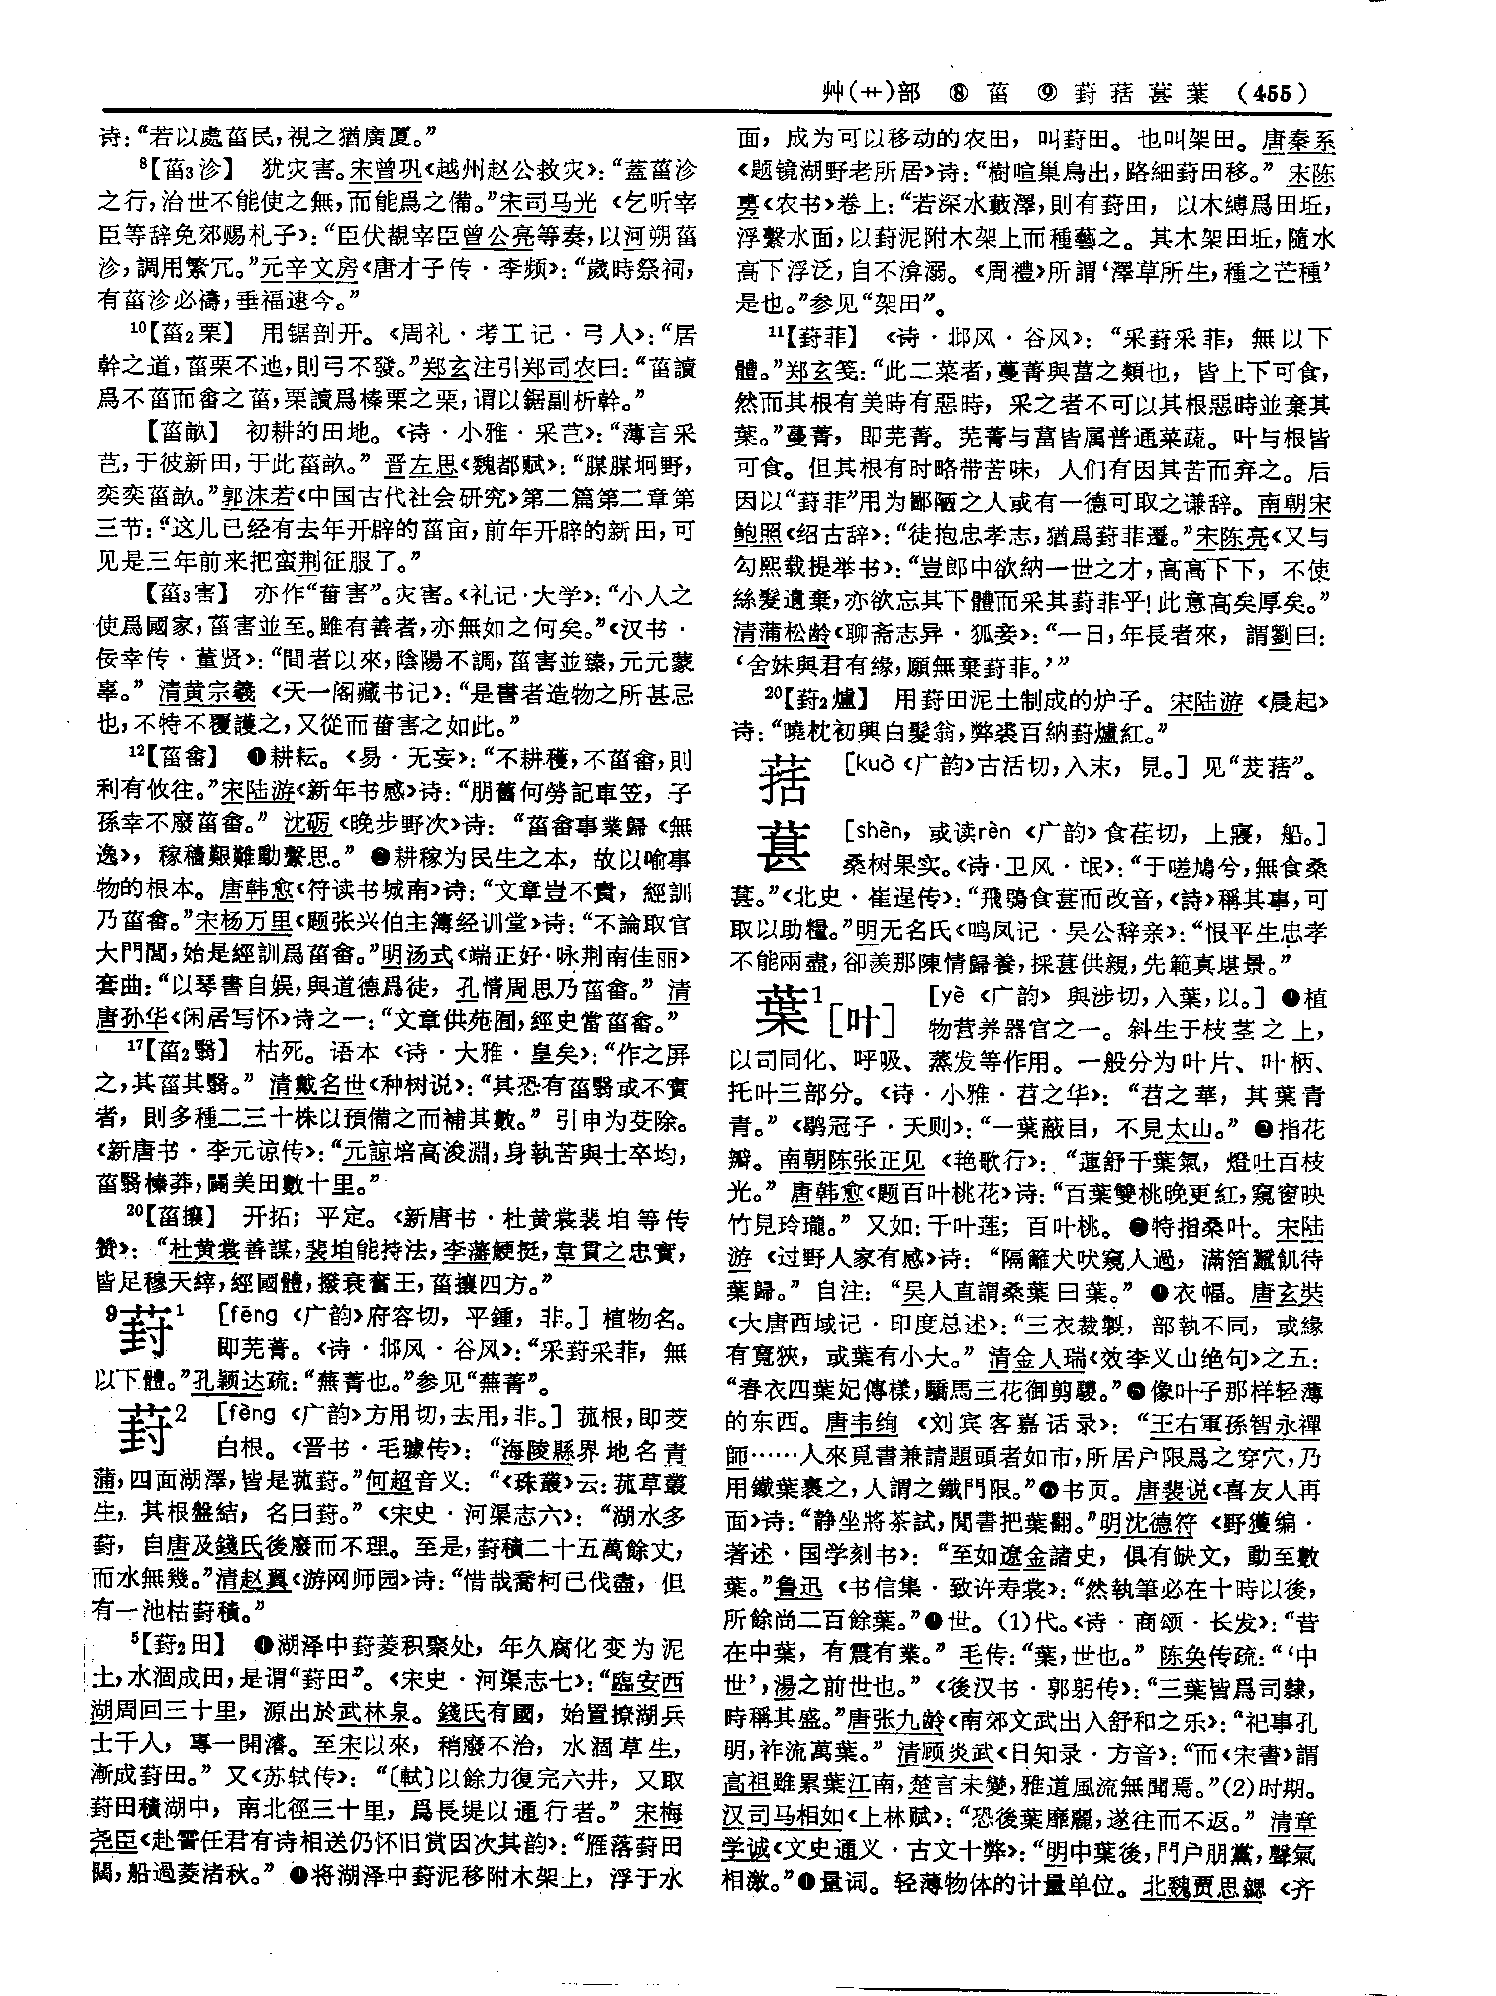 艸(艹)部 ⑧ 菑 ⑨ 葑葀葚葉 (455)
诗：“若以處菑民，視之猶廣厦。”
8【菑3沴】 犹灾害。宋曾巩《越州赵公救灾》：“蓋菑沴
之行，治世不能使之無，而能爲之備。”宋司马光《乞听宰
臣等辞免郊赐札子》：“臣伏覩宰臣曾公亮等奏，以河朔菑
沴，調用繁冗。”元辛文房《唐才子传·李频》：“歲時祭祠，
有菑沴必禱，垂福逮今。”
10【菑2栗】 用锯剖开。《周礼·考工记·弓人》：“居
幹之道，菑栗不迆，則弓不發。”郑玄注引郑司农曰：“菑讀
爲不菑而畬之菑，栗讀爲榛栗之栗，谓以鋸副析幹。”
【菑畝】 初耕的田地。《诗·小雅·采芑》：“薄言采
芑，于彼新田，于此菑畝。” 晋左思《魏都赋》：“腜腜坰野，
奕奕菑畝。”郭沫若《中国古代社会研究》第二篇第二章第
三节：“这儿已经有去年开辟的菑亩，前年开辟的新田，可
见是三年前来把蛮荆征服了。”
【菑3害】 亦作“葘害”。灾害。《礼记·大学》：“小人之
使爲國家，菑害並至。雖有善者，亦無如之何矣。”《汉书·
佞幸传·董贤》：“間者以來，陰陽不調，菑害並臻，元元蒙
辜。” 清黄宗羲《天一阁藏书记》：“是書者造物之所甚忌
也，不特不覆護之，又從而葘害之如此。”
12【菑畬】 ❶耕耘。《易·无妄》：“不耕穫，不菑畬，則
利有攸往。”宋陆游《新年书感》诗：“朋舊何勞記車笠，子
孫幸不廢菑畬。” 沈砺《晚步野次》诗：“菑畬事業歸《無
逸》，稼穡艱難動繫思。” ❷耕稼为民生之本，故以喻事
物的根本。唐韩愈《符读书城南》诗：“文章豈不貴，經訓
乃菑畬。”宋杨万里《题张兴伯主簿经训堂》诗：“不論取官
大門閭，始是經訓爲菑畬。”明汤式《端正好·咏荆南佳丽》
套曲：“以琴書自娱，與道德爲徒，孔情周思乃菑畬。” 清
唐孙华《闲居写怀》诗之一：“文章供苑囿，經史當菑畬。”
17【菑2翳】 枯死。语本《诗·大雅·皇矣》：“作之屏
之，其菑其翳。” 清戴名世《种树说》：“其恐有菑翳或不實
者，則多種二三十株以預備之而補其數。” 引申为芟除。
《新唐书·李元谅传》：“元諒培高浚淵，身執苦與士卒均，
菑翳榛莽，闢美田數十里。”
20【菑攘】 开拓；平定。《新唐书·杜黄裳裴垍等传
赞》：“杜黄裳善謀，裴垍能持法，李藩鯁挺，韋貫之忠實，
皆足穆天縡，經國體，撥衰奮王，菑攘四方。”
9葑1 [fēng《广韵》府容切，平鍾，非。] 植物名。
即芜菁。《诗·邶风·谷风》：“采葑采菲，無
以下體。”孔颖达疏：“蕪菁也。”参见“蕪菁”。
葑2 [fèng《广韵》方用切，去用，非。] 菰根，即茭
白根。《晋书·毛璩传》：“海陵縣界地名青
蒲，四面湖澤，皆是菰葑。”何超音义：“《珠叢》云：菰草叢
生，其根盤結，名曰葑。”《宋史·河渠志六》：“湖水多
葑，自唐及錢氏後廢而不理。至是，葑積二十五萬餘丈，
而水無幾。”清赵翼《游网师园》诗：“惜哉喬柯已伐盡，但
有一池枯葑積。”
5【葑2田】 ❶湖泽中葑菱积聚处，年久腐化变为泥
土，水涸成田，是谓“葑田”。《宋史·河渠志七》：“臨安西
湖周回三十里，源出於武林泉。錢氏有國，始置撩湖兵
士千人，專一開濬。至宋以來，稍廢不治，水涸草生，
漸成葑田。” 又《苏轼传》：“〔軾〕以餘力復完六井，又取
葑田積湖中，南北徑三十里，爲長堤以通行者。” 宋梅
尧臣《赴霅任君有诗相送仍怀旧赏因次其韵》：“雁落葑田
闊，船過菱渚秋。” ❷将湖泽中葑泥移附木架上，浮于水
面，成为可以移动的农田，叫葑田。也叫架田。唐秦系
《题镜湖野老所居》诗：“樹喧巢鳥出，路細葑田移。” 宋陈
旉《农书》卷上：“若深水藪澤，則有葑田，以木縛爲田坵，
浮繫水面，以葑泥附木架上而種藝之。其木架田坵，隨水
高下浮泛，自不渰溺。《周禮》所謂‘澤草所生，種之芒種’
是也。”参见“架田”。
11【葑菲】 《诗·邶风·谷风》：“采葑采菲，無以下
體。”郑玄笺：“此二菜者，蔓菁與葍之類也，皆上下可食，
然而其根有美時有惡時，采之者不可以其根惡時並棄其
葉。”蔓菁，即芜菁。芜菁与葍皆属普通菜蔬。叶与根皆
可食。但其根有时略带苦味，人们有因其苦而弃之。后
因以“葑菲”用为鄙陋之人或有一德可取之谦辞。南朝宋
鲍照《绍古辞》：“徒抱忠孝志，猶爲葑菲遷。”宋陈亮《又与
勾熙载提举书》：“豈郎中欲納一世之才，高高下下，不使
絲髮遺棄，亦欲忘其下體而采其葑菲乎！此意高矣厚矣。”
清蒲松龄《聊斋志异·狐妾》：“一日，年長者來，謂劉曰：
‘舍妹與君有緣，願無棄葑菲。’”
20【葑2爐】 用葑田泥土制成的炉子。宋陆游《晨起》
诗：“曉枕初興白髮翁，弊裘百納葑爐紅。”
葀 [kuò《广韵》古活切，入末，見。] 见“茇葀”。
葚 [shèn，或读rèn《广韵》食荏切，上寢，船。]
桑树果实。《诗·卫风·氓》：“于嗟鳩兮，無食桑
葚。”《北史·崔逞传》：“飛鴞食葚而改音，《詩》稱其事，可
取以助糧。”明无名氏《鸣凤记·吴公辞亲》：“恨平生忠孝
不能兩盡，卻羨那陳情歸養，採葚供親，先範真堪景。”
葉1[叶] [yè《广韵》與涉切，入葉，以。] ❶植
物营养器官之一。斜生于枝茎之上，
以司同化、呼吸、蒸发等作用。一般分为叶片、叶柄、
托叶三部分。《诗·小雅·苕之华》：“苕之華，其葉青
青。”《鹖冠子·天则》：“一葉蔽目，不見太山。” ❷指花
瓣。南朝陈张正见《艳歌行》：“蓮舒千葉氣，燈吐百枝
光。” 唐韩愈《题百叶桃花》诗：“百葉雙桃晚更紅，窺窗映
竹見玲瓏。” 又如：千叶莲；百叶桃。❸特指桑叶。宋陆
游《过野人家有感》诗：“隔籬犬吠窺人過，滿箔蠶飢待
葉歸。” 自注：“吴人直謂桑葉曰葉。” ❹衣幅。唐玄奘
《大唐西域记·印度总述》：“三衣裁製，部執不同，或緣
有寬狹，或葉有小大。” 清金人瑞《效李义山绝句》之五：
“春衣四葉妃傳樣，驕馬三花御剪鬉。”❺像叶子那样轻薄
的东西。唐韦绚《刘宾客嘉话录》：“王右軍孫智永禪
師……人來覓書兼請題頭者如市，所居户限爲之穿穴，乃
用鐵葉裹之，人謂之鐵門限。”❻书页。唐裴说《喜友人再
面》诗：“静坐將茶試，閒書把葉翻。”明沈德符《野獲编·
著述·国学刻书》：“至如遼金諸史，俱有缺文，動至數
葉。”鲁迅《书信集·致许寿裳》：“然執筆必在十時以後，
所餘尚二百餘葉。”❼世。(1)代。《诗·商颂·长发》：“昔
在中葉，有震有業。” 毛传：“葉，世也。” 陈奂传疏：“‘中
世’，湯之前世也。”《後汉书·郭躬传》：“三葉皆爲司隸，
時稱其盛。”唐张九龄《南郊文武出入舒和之乐》：“祀事孔
明，祚流萬葉。” 清顾炎武《日知录·方音》：“而《宋書》謂
高祖雖累葉江南，楚言未變，雅道風流無聞焉。”(2)时期。
汉司马相如《上林赋》：“恐後葉靡麗，遂往而不返。” 清章
学诚《文史通义·古文十弊》：“明中葉後，門户朋黨，聲氣
相激。”❽量词。轻薄物体的计量单位。北魏贾思勰《齐